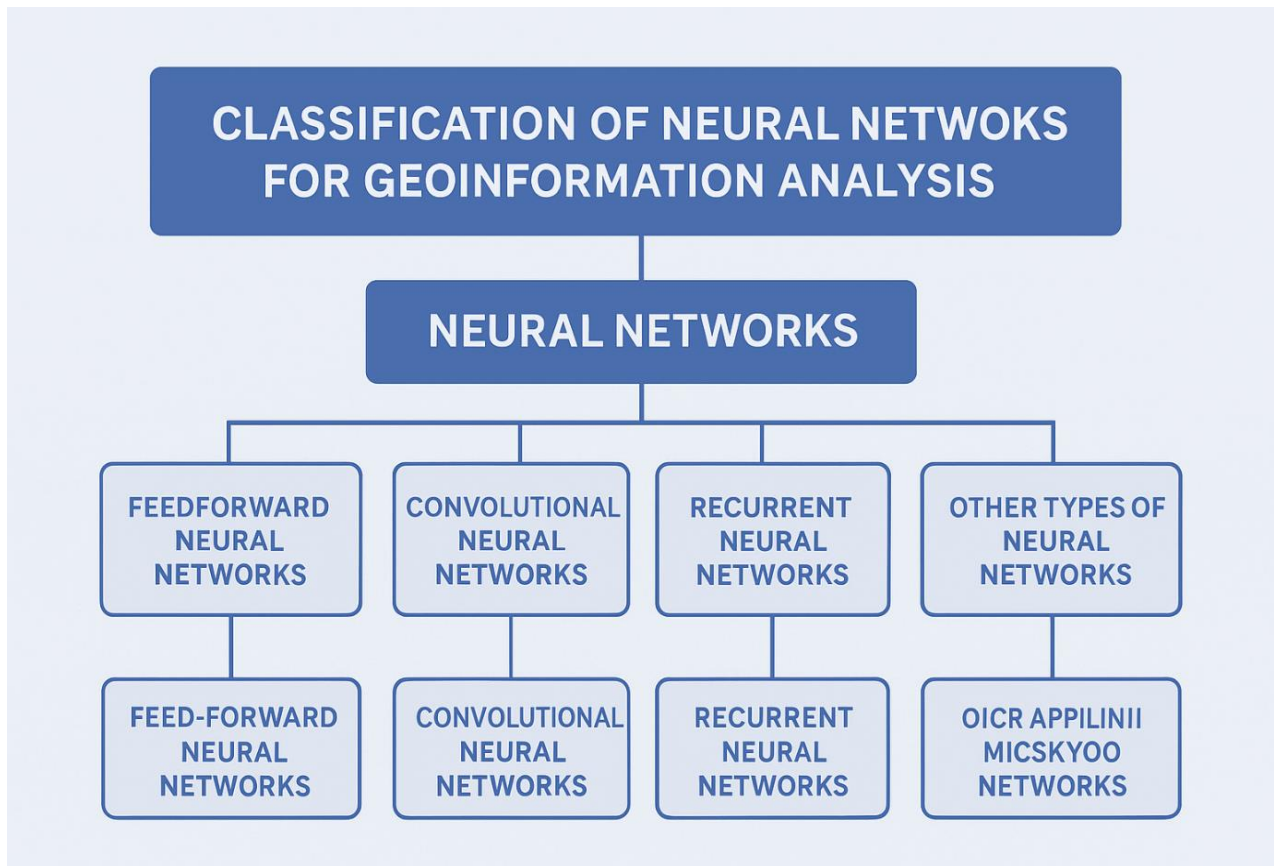 CLASSIFICATION OF NEURAL NETWOKS
FOR GEOINFORMATION ANALYSIS
NEURAL NETWORKS
FEEDFORWARD
NEURAL
NETWORKS
CONVOLUTIONAL
NEURAL
NETWORKS
RECURRENT
NEURAL
NETWORKS
OTHER TYPES OF
NEURAL
NETWORKS
FEED-FORWARD
NEURAL
NETWORKS
CONVOLUTIONAL
NEURAL
NETWORKS
RECURRENT
NEURAL
NETWORKS
OICR APPILINII
MICSKYOO
NETWORKS